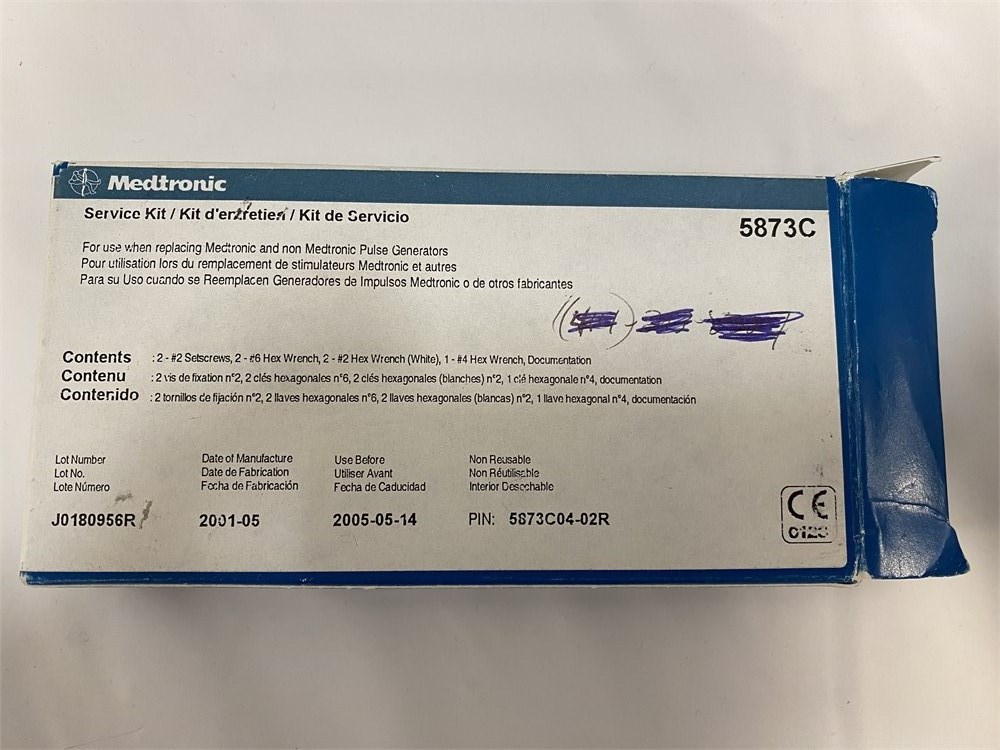 Medtronic
Service Kit / Kit d'entretien / Kit de Servicio
5873C
For use when replacing Medtronic and non Medtronic Pulse Generators
Pour utilisation lors du remplacement de stimulateurs Medtronic et autres
Para su Uso cuando se Reemplacen Generadores de Impulsos Medtronic o de otros fabricantes
Contents : 2 - #2 Setscrews, 2 - #6 Hex Wrench, 2 - #2 Hex Wrench (White), 1 - #4 Hex Wrench, Documentation
Contenu : 2 vis de fixation n°2, 2 clés hexagonales n°6, 2 clés hexagonales (blanches) n°2, 1 clé hexagonale n°4, documentation
Contenido : 2 tornillos de fijación n°2, 2 llaves hexagonales n°6, 2 llaves hexagonales (blancas) n°2, 1 llave hexagonal n°4, documentación
Lot Number Date of Manufacture Use Before Non Reusable
Lot No. Date de Fabrication Utiliser Avant Non Réutilisable
Lote Número Fecha de Fabricación Fecha de Caducidad Interior Desechable
J0180956R 2001-05 2005-05-14 PIN: 5873C04-02R
CE
0123